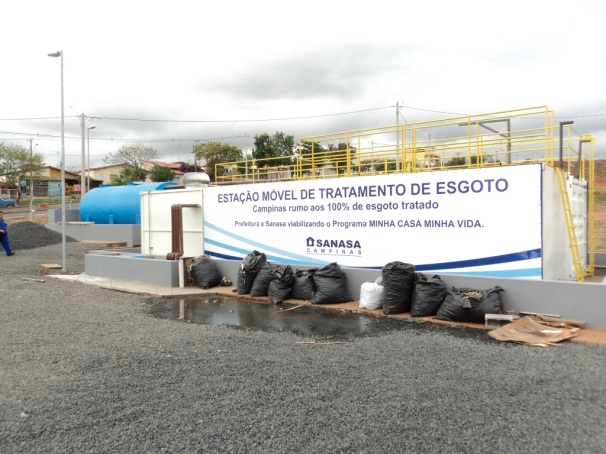 ESTAÇÃO MÓVEL DE TRATAMENTO DE ESGOTO
Campinas rumo aos 100% de esgoto tratado
Prefeitura e Sanasa viabilizando o Programa MINHA CASA MINHA VIDA.
SANASA
CAMPINAS